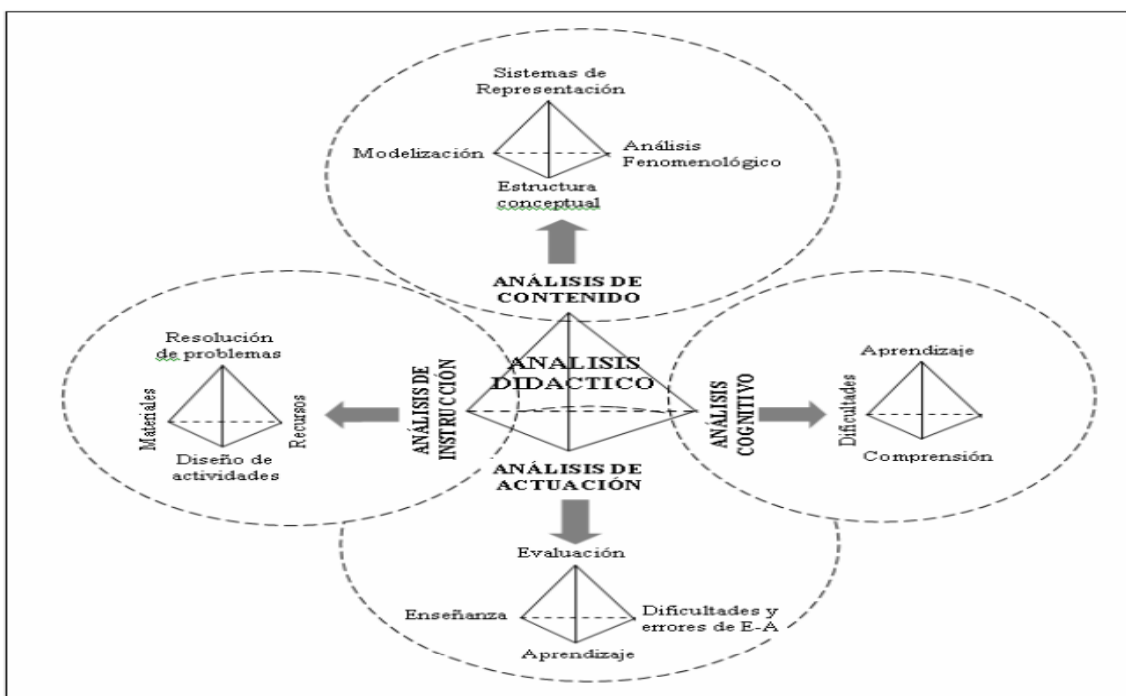 Sistemas de
Representación
Modelización
Análisis
Fenomenológico
Estructura
conceptual
ANÁLISIS DE
CONTENIDO
Resolución
de problemas
Materiales
Recursos
Diseño de
actividades
ANÁLISIS DE
INSTRUCCIÓN
ANALISIS
DIDACTICO
ANÁLISIS
COGNITIVO
Aprendizaje
Dificultades
Comprensión
ANÁLISIS DE
ACTUACIÓN
Evaluación
Enseñanza
Dificultades y
errores de E-A
Aprendizaje